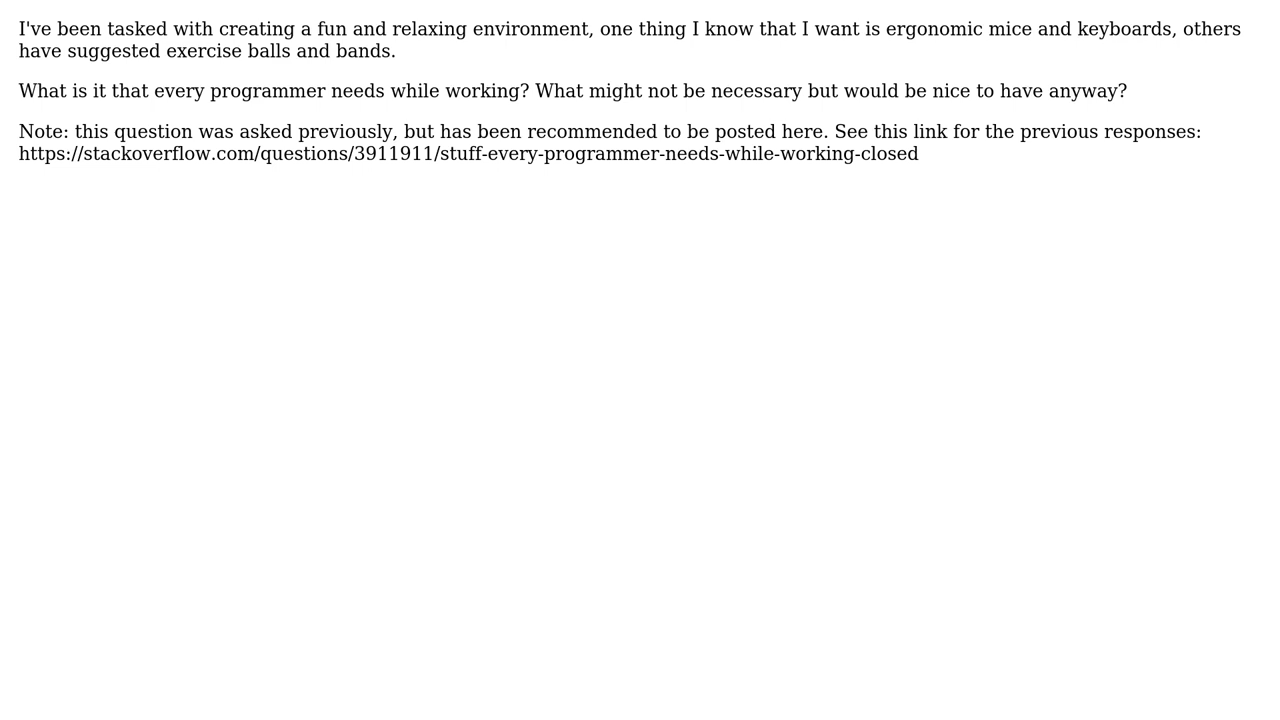 I've been tasked with creating a fun and relaxing environment, one thing I know that I want is ergonomic mice and keyboards, others
have suggested exercise balls and bands.
What is it that every programmer needs while working? What might not be necessary but would be nice to have anyway?
Note: this question was asked previously, but has been recommended to be posted here. See this link for the previous responses:
https://stackoverflow.com/questions/3911911/stuff-every-programmer-needs-while-working-closed